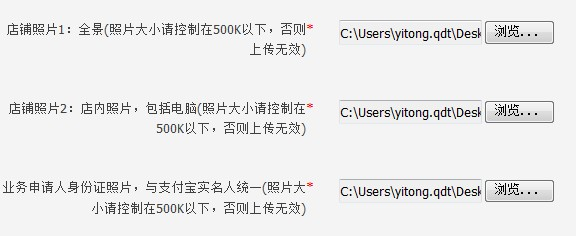 店铺照片1：全景(照片大小请控制在500K以下，否则* C:\Users\yitong.qdt\Desk 浏览...
上传无效)
店铺照片2：店内照片，包括电脑(照片大小请控制在* C:\Users\yitong.qdt\Desk 浏览...
500K以下，否则上传无效)
业务申请人身份证照片，与支付宝实名人统一(照片大* C:\Users\yitong.qdt\Desk 浏览...
小请控制在500K以下，否则上传无效)